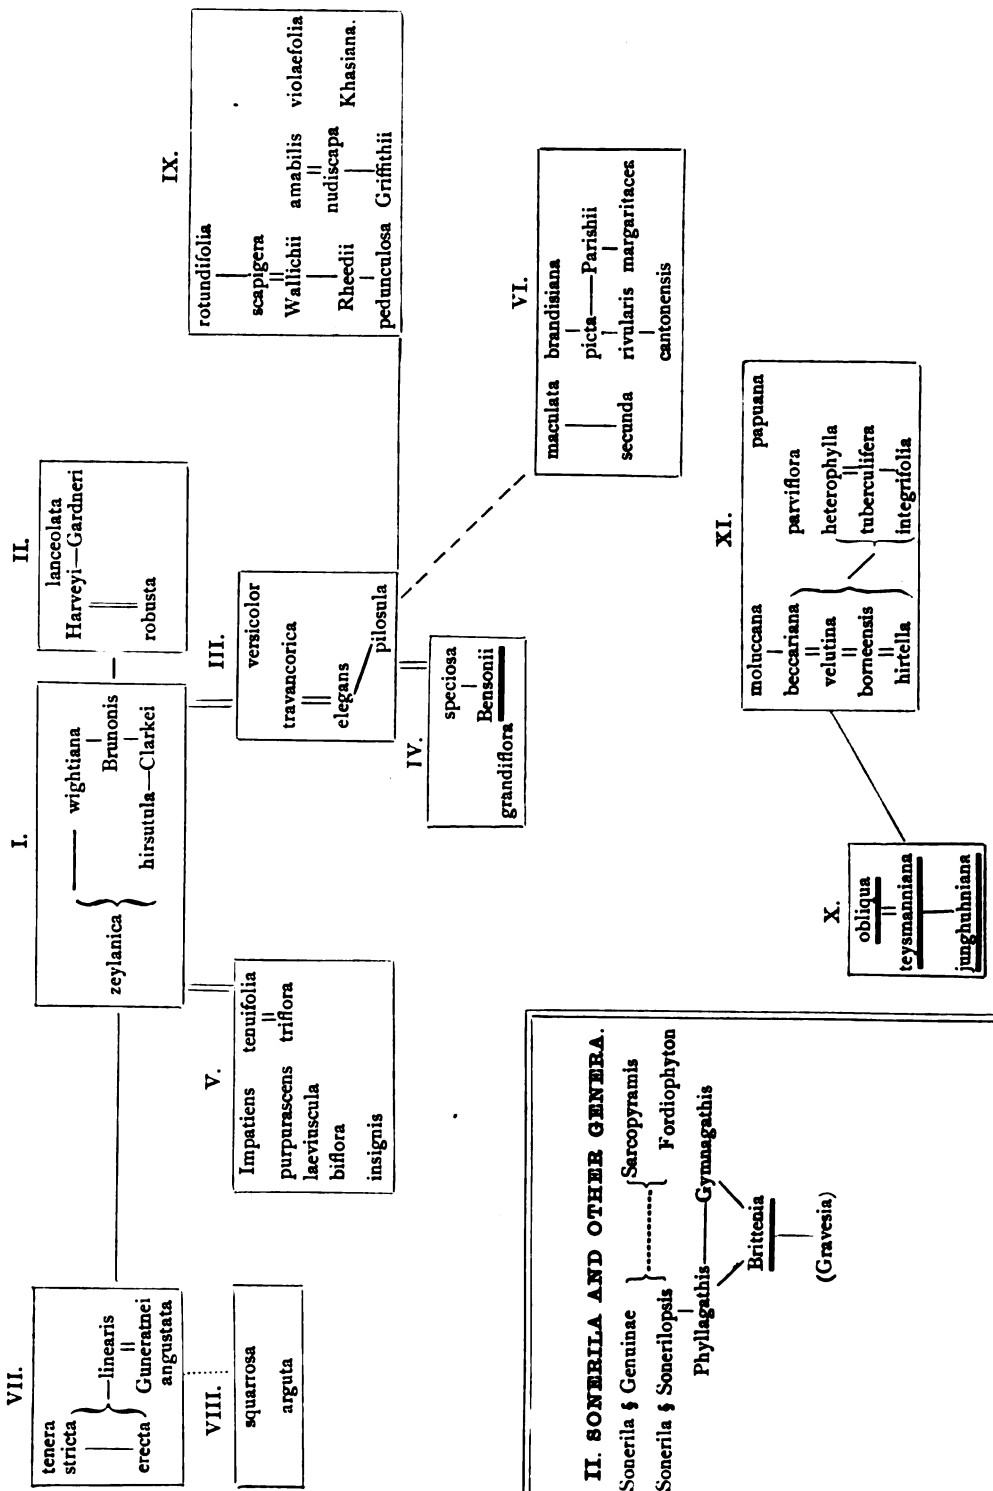 I.
zeylanica
wightiana
Brunonis
hirsutula—Clarkei
II.
lanceolata
Harveyi—Gardneri
robusta
III.
versicolor
travancorica
elegans
pilosula
IV.
speciosa
Bensonii
grandiflora
V.
Impatiens tenuifolia
purpurascens triflora
laeviuscula
biflora
insignis
VI.
maculata brandisiana
picta—Parishii
secunda rivularis margaritacea
cantonensis
VII.
tenera
stricta
—linearis
erecta Guneratnei
angustata
VIII.
squarrosa
arguta
IX.
rotundifolia
scapigera
Wallichii amabilis violaefolia
Rheedii nudiscapa Khasiana.
pedunculosa Griffithii
X.
obliqua
teysmanniana
junghuhniana
XI.
moluccana papuana
beccariana parviflora
velutina heterophylla
borneensis tuberculifera
hirtella integrifolia
II. SONERILA AND OTHER GENERA.
Sonerila § Genuinae Sarcopyramis
Sonerila § Sonerilopsis Fordiophyton
Phyllagathis—Gymnagathis
Brittenia
(Gravesia)